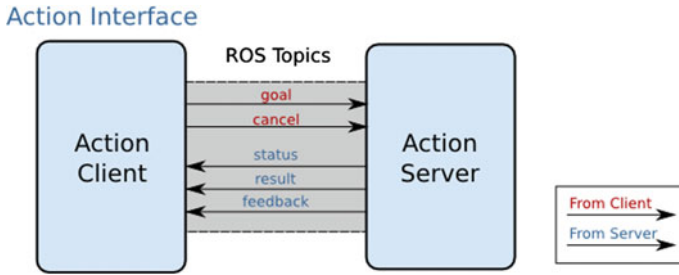 Action Interface
ROS Topics
goal
cancel
Action
Client
status
result
feedback
Action
Server
From Client
From Server